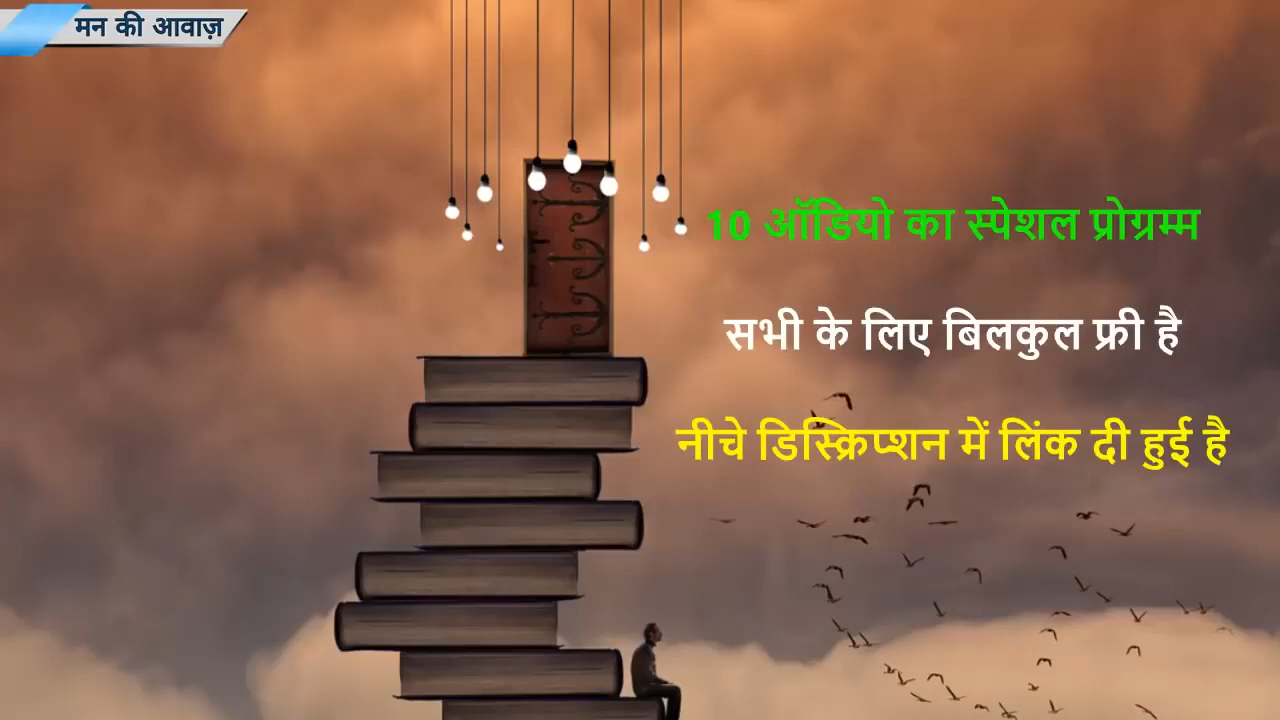 मन की आवाज़
10 ऑडियो का स्पेशल प्रोग्रम्म
सभी के लिए बिलकुल फ्री है
नीचे डिस्क्रिप्शन में लिंक दी हुई है